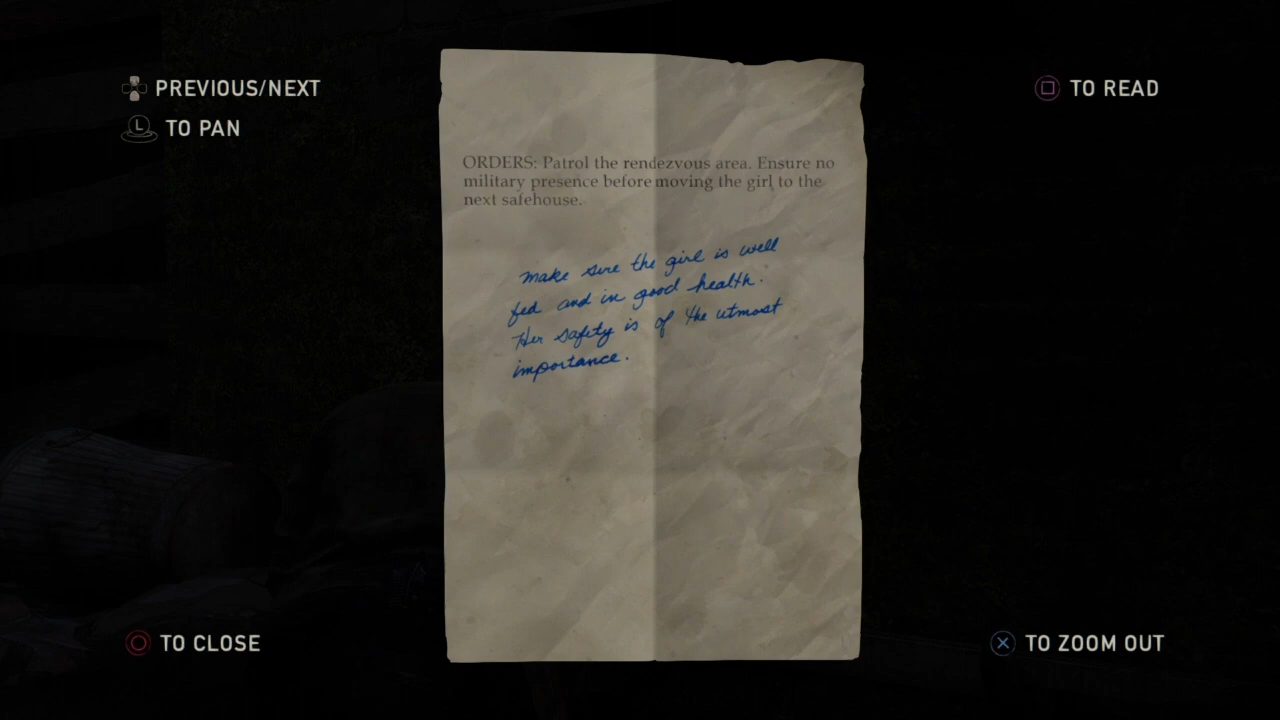 PREVIOUS/NEXT
L TO PAN
TO READ
ORDERS: Patrol the rendezvous area. Ensure no
military presence before moving the girl to the
next safehouse.
Make sure the girl is well
fed and in good health.
Her safety is of the utmost
importance.
TO CLOSE
TO ZOOM OUT